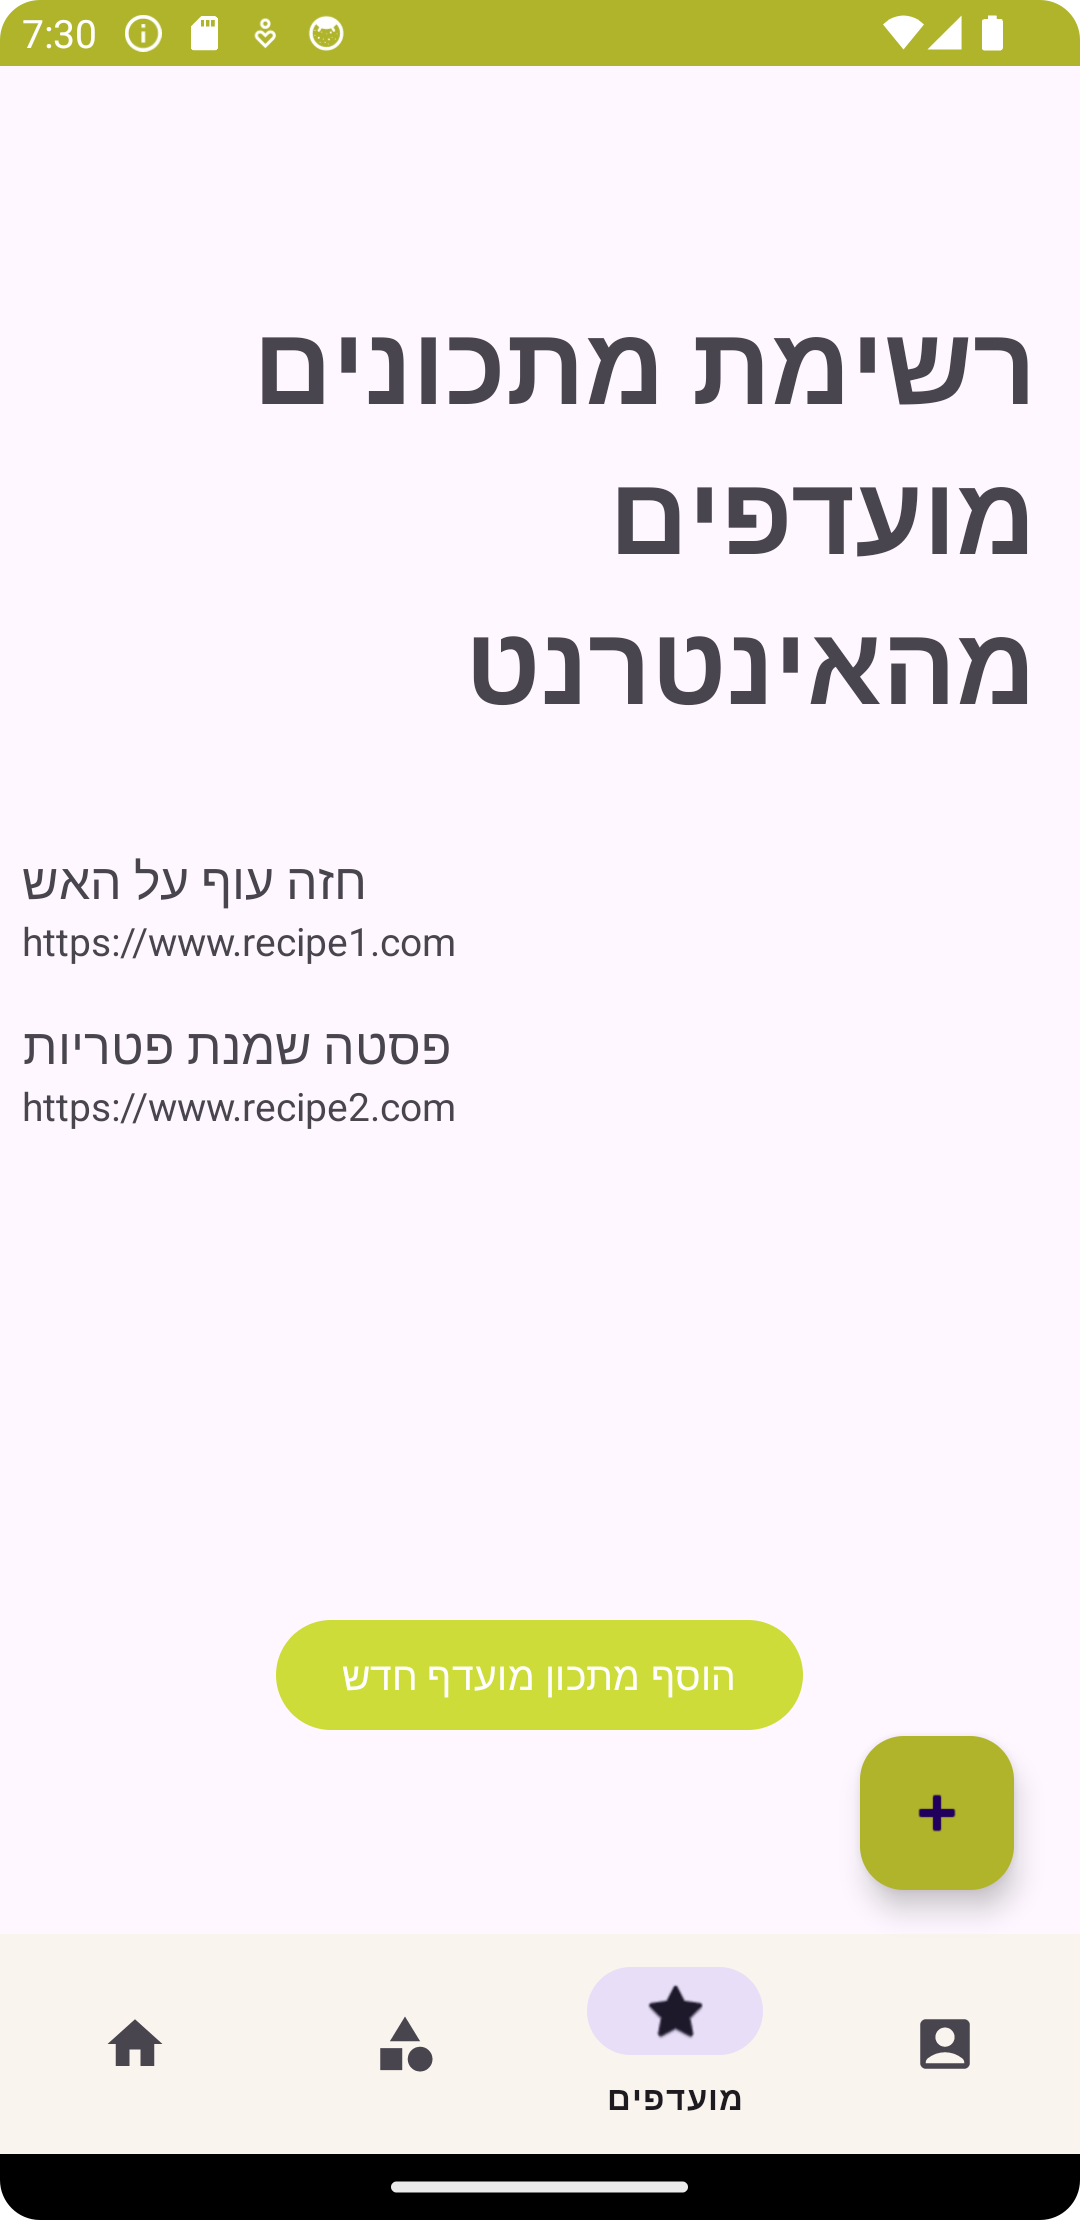 7:30
רשימת מתכונים
מועדפים
מהאינטרנט
חזה עוף על האש
https://www.recipe1.com
פסטה שמנת פטריות
https://www.recipe2.com
הוסף מתכון מועדף חדש
מועדפים